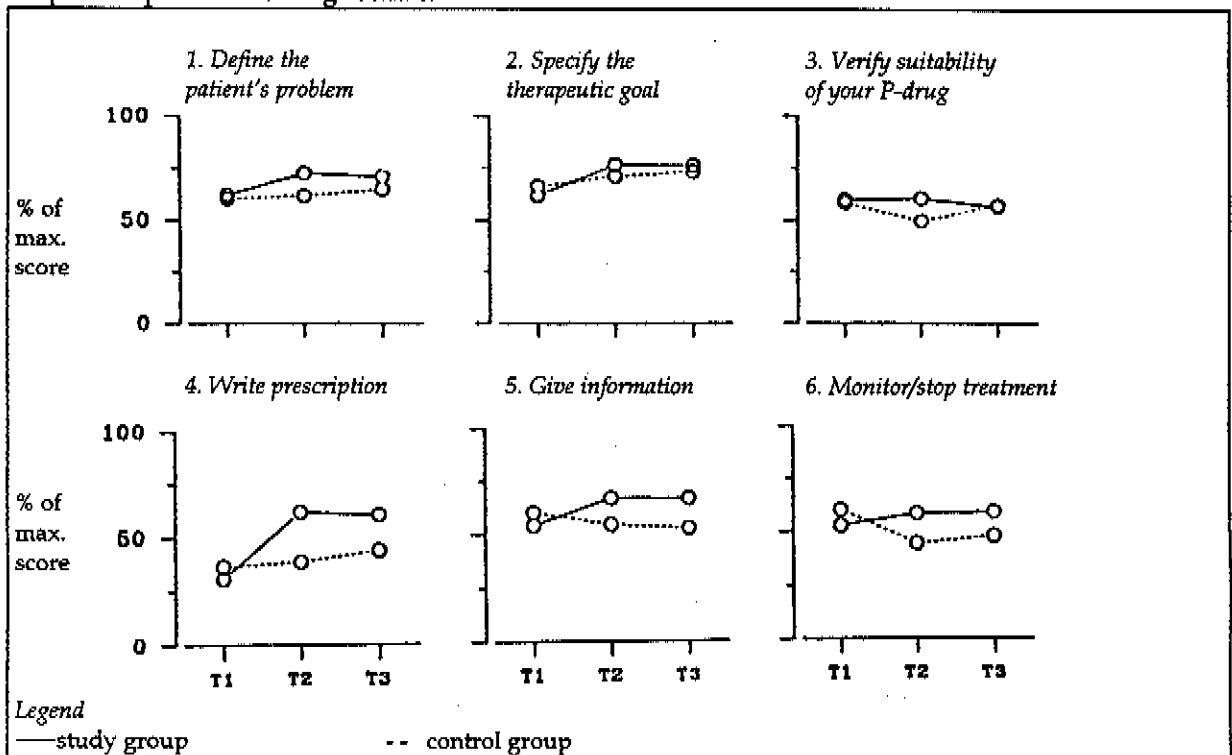 1. Define the
patient's problem
2. Specify the
therapeutic goal
3. Verify suitability
of your P-drug
100
% of
max.
score
50
0
4. Write prescription
5. Give information
6. Monitor/stop treatment
100
% of
max.
score
50
0
T1 T2 T3
T1 T2 T3
T1 T2 T3
Legend
study group
control group